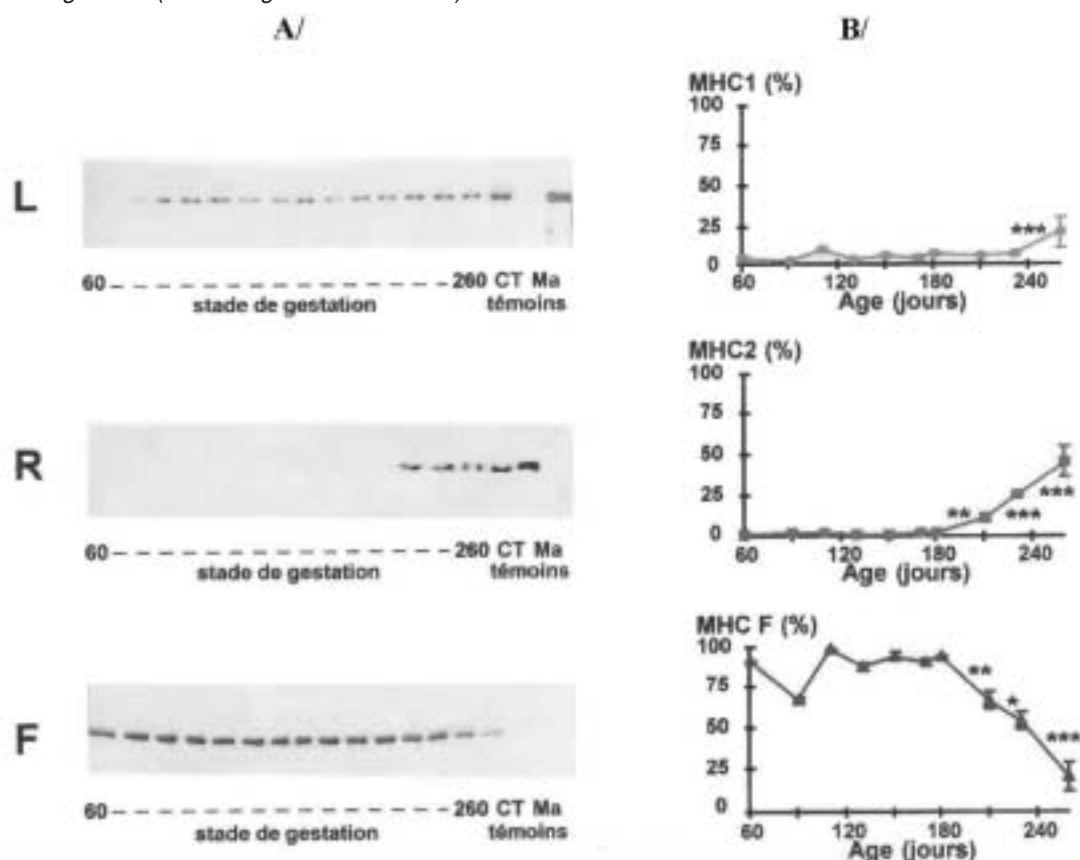 A/
B/
L
60 260 CT Ma
stade de gestation témoins
R
60 260 CT Ma
stade de gestation témoins
F
60 260 CT Ma
stade de gestation témoins
MHC1 (%)
100
75
50
25
0
***
60 120 180 240
Age (jours)
MHC2 (%)
100
75
50
25
0
** *** ***
60 120 180 240
Age (jours)
MHC F (%)
100
75
50
25
0
** * ***
60 120 180 240
Age (jours)